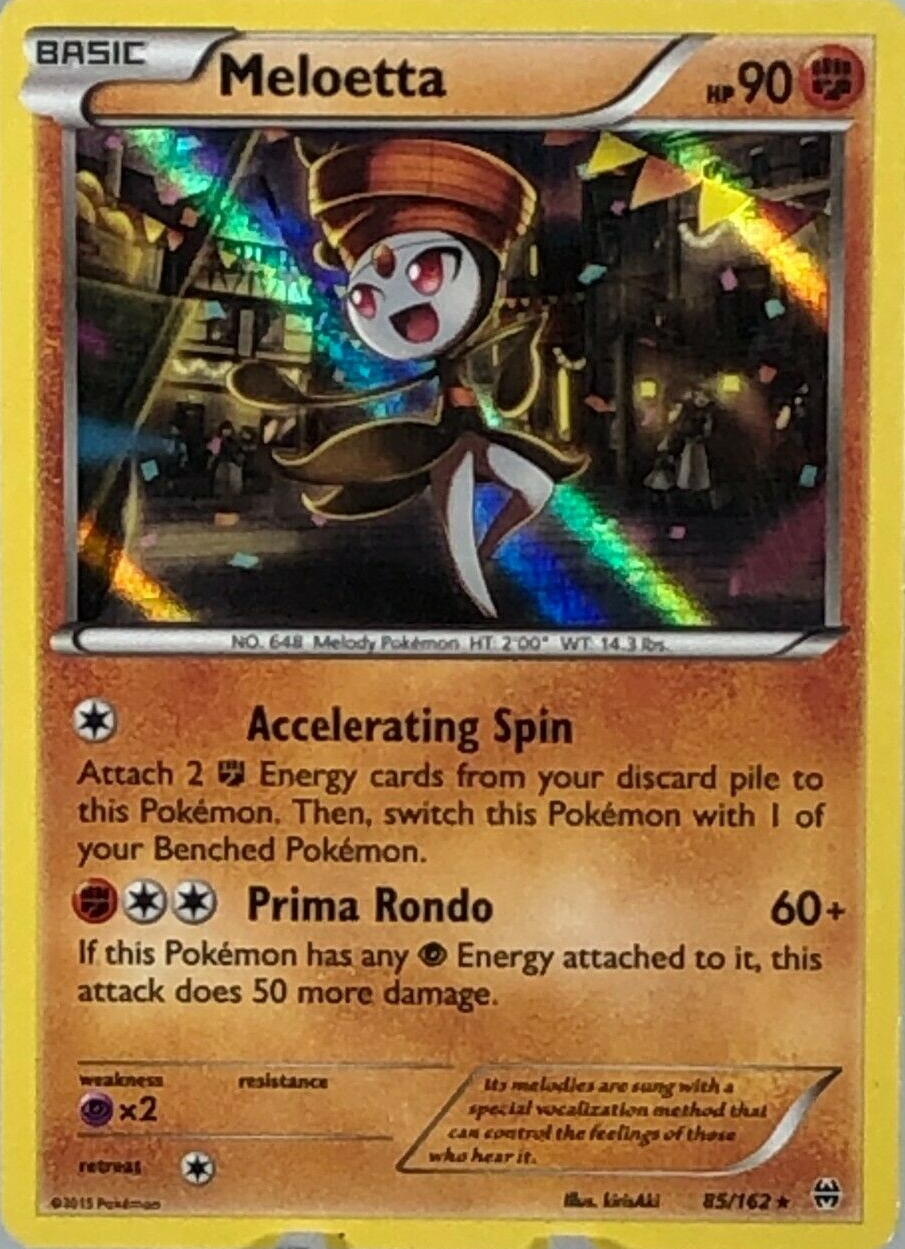 BASIC
Meloetta
HP 90
NO. 648 Melody Pokémon HT: 2'00" WT: 14.3 lbs.
Accelerating Spin
Attach 2 Energy cards from your discard pile to
this Pokémon. Then, switch this Pokémon with 1 of
your Benched Pokémon.
Prima Rondo 60+
If this Pokémon has any Energy attached to it, this
attack does 50 more damage.
weakness resistance
×2
retreat
Its melodies are sung with a
special vocalization method that
can control the feelings of those
who hear it.
©2015 Pokémon Illus. kirisAki 85/162 ★